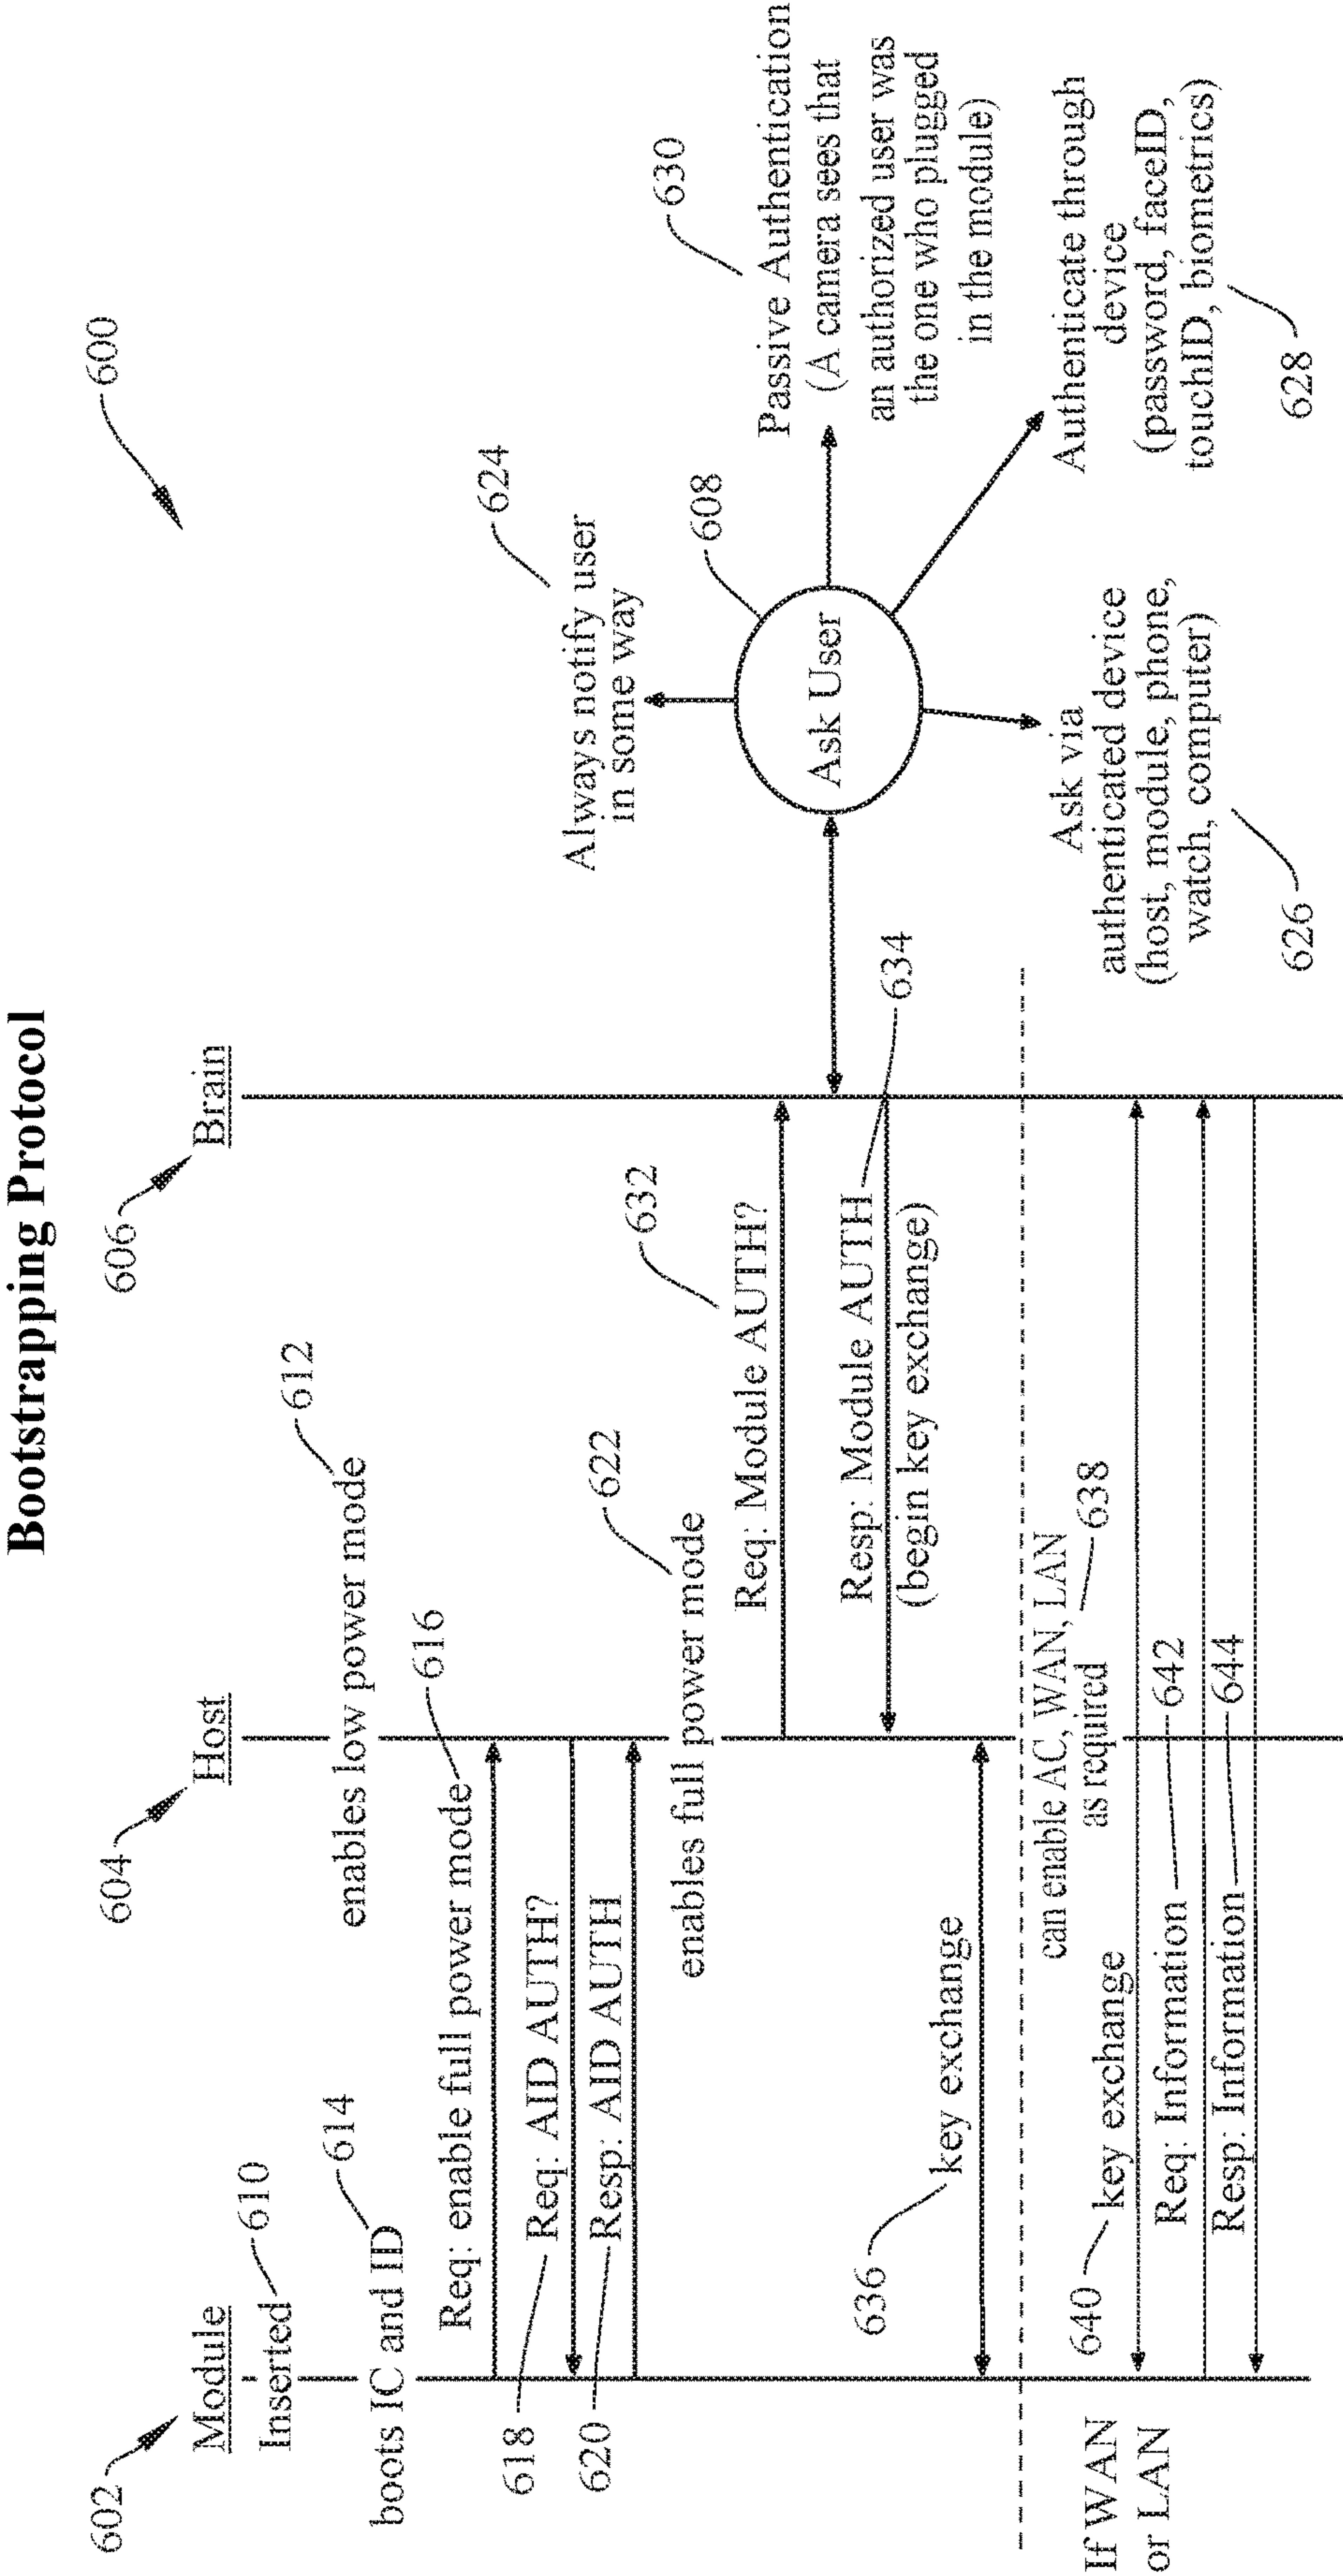 Bootstrapping Protocol
600
602
Module
604
Host
606
Brain
Inserted
610
enables low power mode
612
boots IC and ID
614
Req: enable full power mode
616
618
Req: AID AUTH?
620
Resp: AID AUTH
enables full power mode
622
Always notify user
in some way
624
Req: Module AUTH?
632
Ask User
608
Passive Authentication
(A camera sees that
an authorized user was
the one who plugged
in the module)
630
Resp: Module AUTH
(begin key exchange)
634
636
key exchange
Ask via
authenticated device
(host, module, phone,
watch, computer)
626
Authenticate through
device
(password, faceID,
touchID, biometrics)
628
can enable AC, WAN, LAN
as required
638
If WAN
or LAN
640
key exchange
Req: Information
642
Resp: Information
644